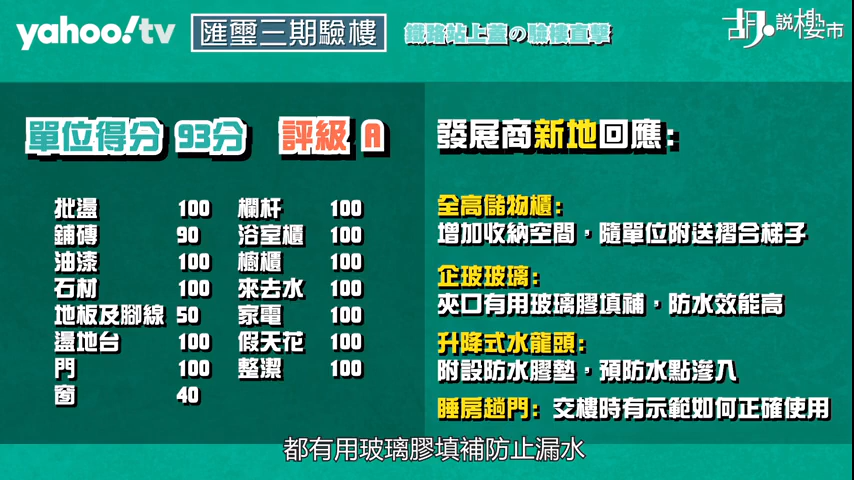 yahoo!tv
匯璽三期驗樓
鐵路站上蓋の驗樓直擊
胡.說樓市
單位得分 93分 評級 A
批盪 100 欄杆 100
鋪磚 90 浴室櫃 100
油漆 100 櫥櫃 100
石材 100 來去水 100
地板及腳線 50 家電 100
盪地台 100 假天花 100
門 100 整潔 100
窗 40
發展商新地回應:
全高儲物櫃:
增加收納空間,隨單位附送摺合梯子
企玻玻璃:
夾口有用玻璃膠填補,防水效能高
升降式水龍頭:
附設防水膠墊,預防水點滲入
睡房趟門: 交樓時有示範如何正確使用
都有用玻璃膠填補防止漏水